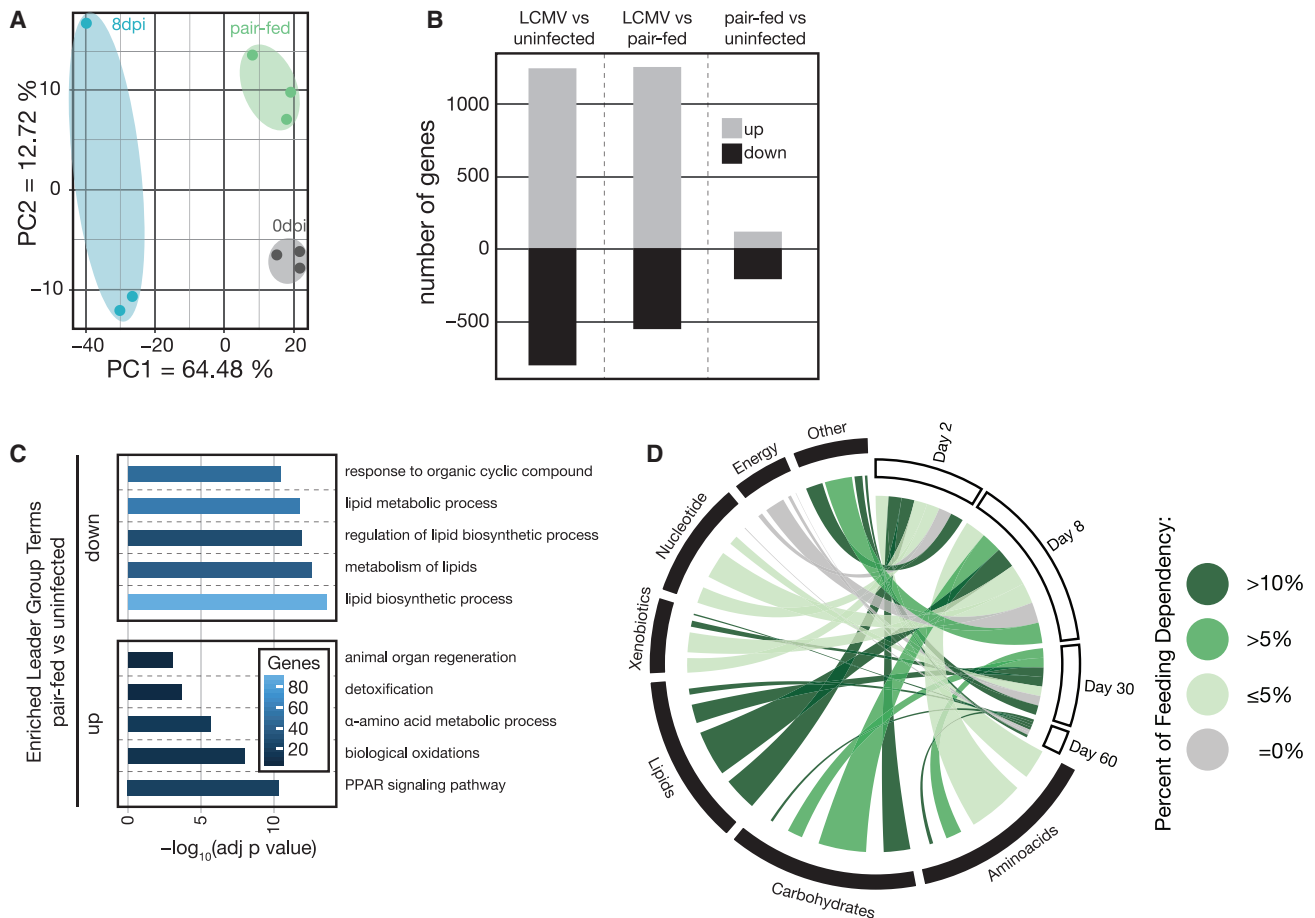 A
8dpi
pair-fed
0dpi
10
0
−10
−40
−20
0
20
PC2 = 12.72 %
PC1 = 64.48 %
B
LCMV vs
uninfected
LCMV vs
pair-fed
pair-fed vs
uninfected
1000
500
0
−500
number of genes
up
down
C
Enriched Leader Group Terms
pair-fed vs uninfected
down
response to organic cyclic compound
lipid metabolic process
regulation of lipid biosynthetic process
metabolism of lipids
lipid biosynthetic process
up
animal organ regeneration
detoxification
α-amino acid metabolic process
biological oxidations
PPAR signaling pathway
Genes
80
60
40
20
0
5
10
−log10(adj p value)
D
Other
Energy
Nucleotide
Xenobiotics
Lipids
Carbohydrates
Aminoacids
Day 2
Day 8
Day 30
Day 60
Percent of Feeding Dependency:
>10%
>5%
≤5%
=0%